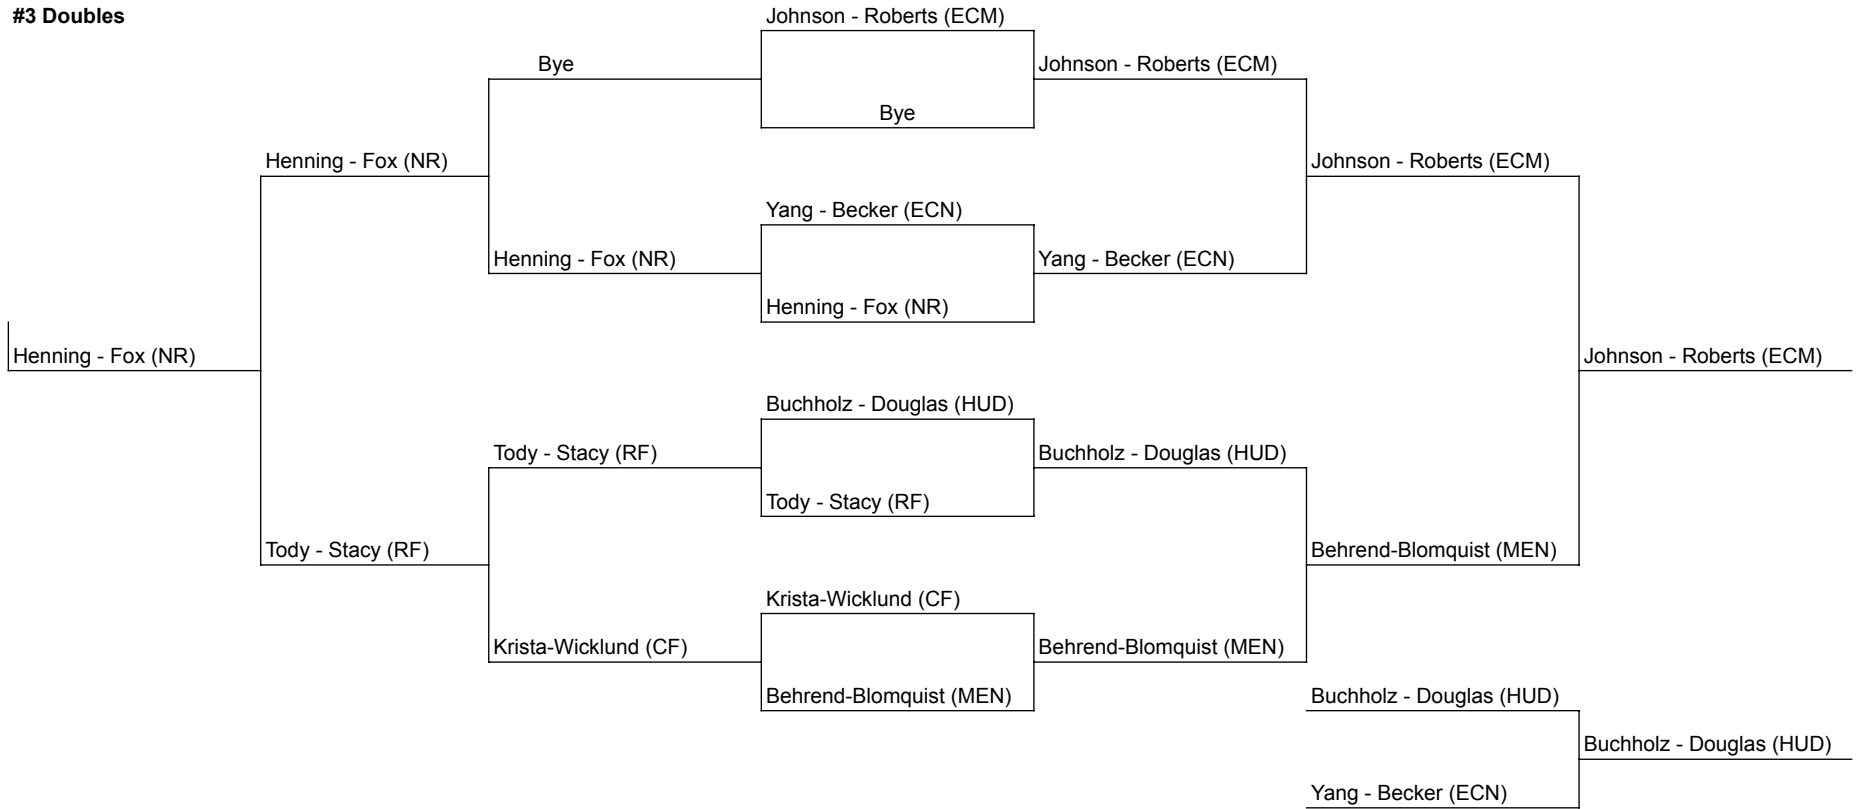 #3 Doubles
Johnson - Roberts (ECM)
Bye
Johnson - Roberts (ECM)
Bye
Henning - Fox (NR)
Johnson - Roberts (ECM)
Yang - Becker (ECN)
Henning - Fox (NR)
Yang - Becker (ECN)
Henning - Fox (NR)
Henning - Fox (NR)
Johnson - Roberts (ECM)
Buchholz - Douglas (HUD)
Tody - Stacy (RF)
Buchholz - Douglas (HUD)
Tody - Stacy (RF)
Tody - Stacy (RF)
Behrend-Blomquist (MEN)
Krista-Wicklund (CF)
Krista-Wicklund (CF)
Behrend-Blomquist (MEN)
Behrend-Blomquist (MEN)
Buchholz - Douglas (HUD)
Buchholz - Douglas (HUD)
Yang - Becker (ECN)